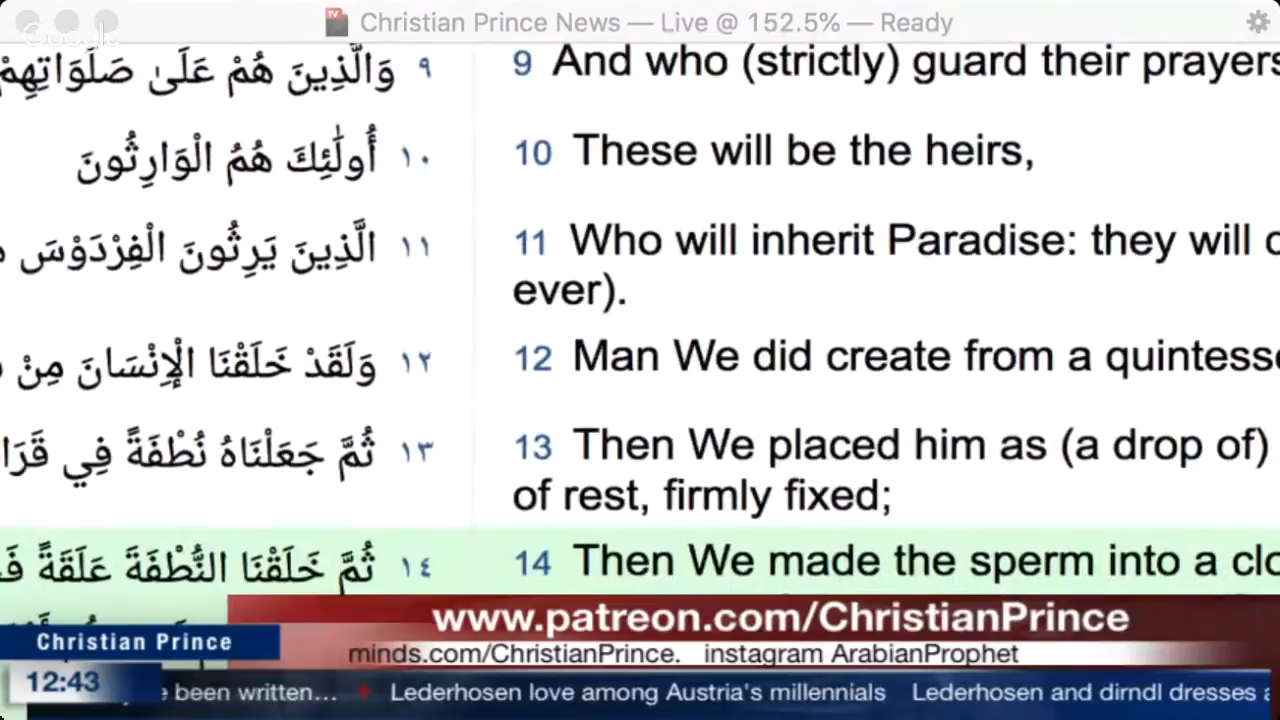 Christian Prince News — Live @ 152.5% — Ready
Google
وَالَّذِينَ هُمْ عَلَىٰ صَلَوَاتِهِمْ ٩
9 And who (strictly) guard their prayers
أُولَٰئِكَ هُمُ الْوَارِثُونَ ١٠
10 These will be the heirs,
الَّذِينَ يَرِثُونَ الْفِرْدَوْسَ ١١
11 Who will inherit Paradise: they will
ever).
وَلَقَدْ خَلَقْنَا الْإِنْسَانَ مِنْ ١٢
12 Man We did create from a quintesse
ثُمَّ جَعَلْنَاهُ نُطْفَةً فِي قَرَا ١٣
13 Then We placed him as (a drop of)
of rest, firmly fixed;
ثُمَّ خَلَقْنَا النُّطْفَةَ عَلَقَةً ١٤
14 Then We made the sperm into a clo
www.patreon.com/ChristianPrince
Christian Prince
minds.com/ChristianPrince. instagram ArabianProphet
12:43
been written... Lederhosen love among Austria's millennials Lederhosen and dirndl dresses